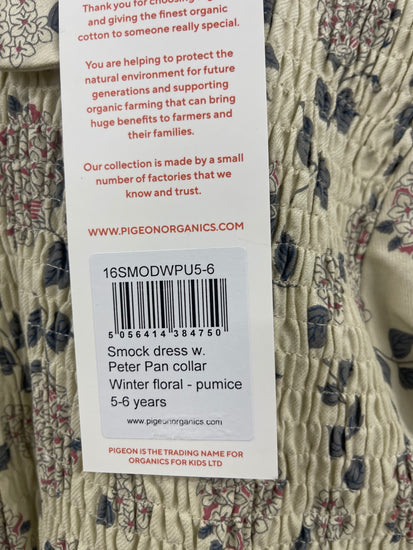 Thank you for choosing
and giving the finest organic
cotton to someone really special.
You are helping to protect the
natural environment for future
generations and supporting
organic farming that can bring
huge benefits to farmers and
their families.
Our collection is made by a small
number of factories that we
know and trust.
WWW.PIGEONORGANICS.COM
16SMODWPU5-6
5 056414 384750
Smock dress w.
Peter Pan collar
Winter floral - pumice
5-6 years
www.pigeonorganics.com
PIGEON IS THE TRADING NAME FOR
ORGANICS FOR KIDS LTD